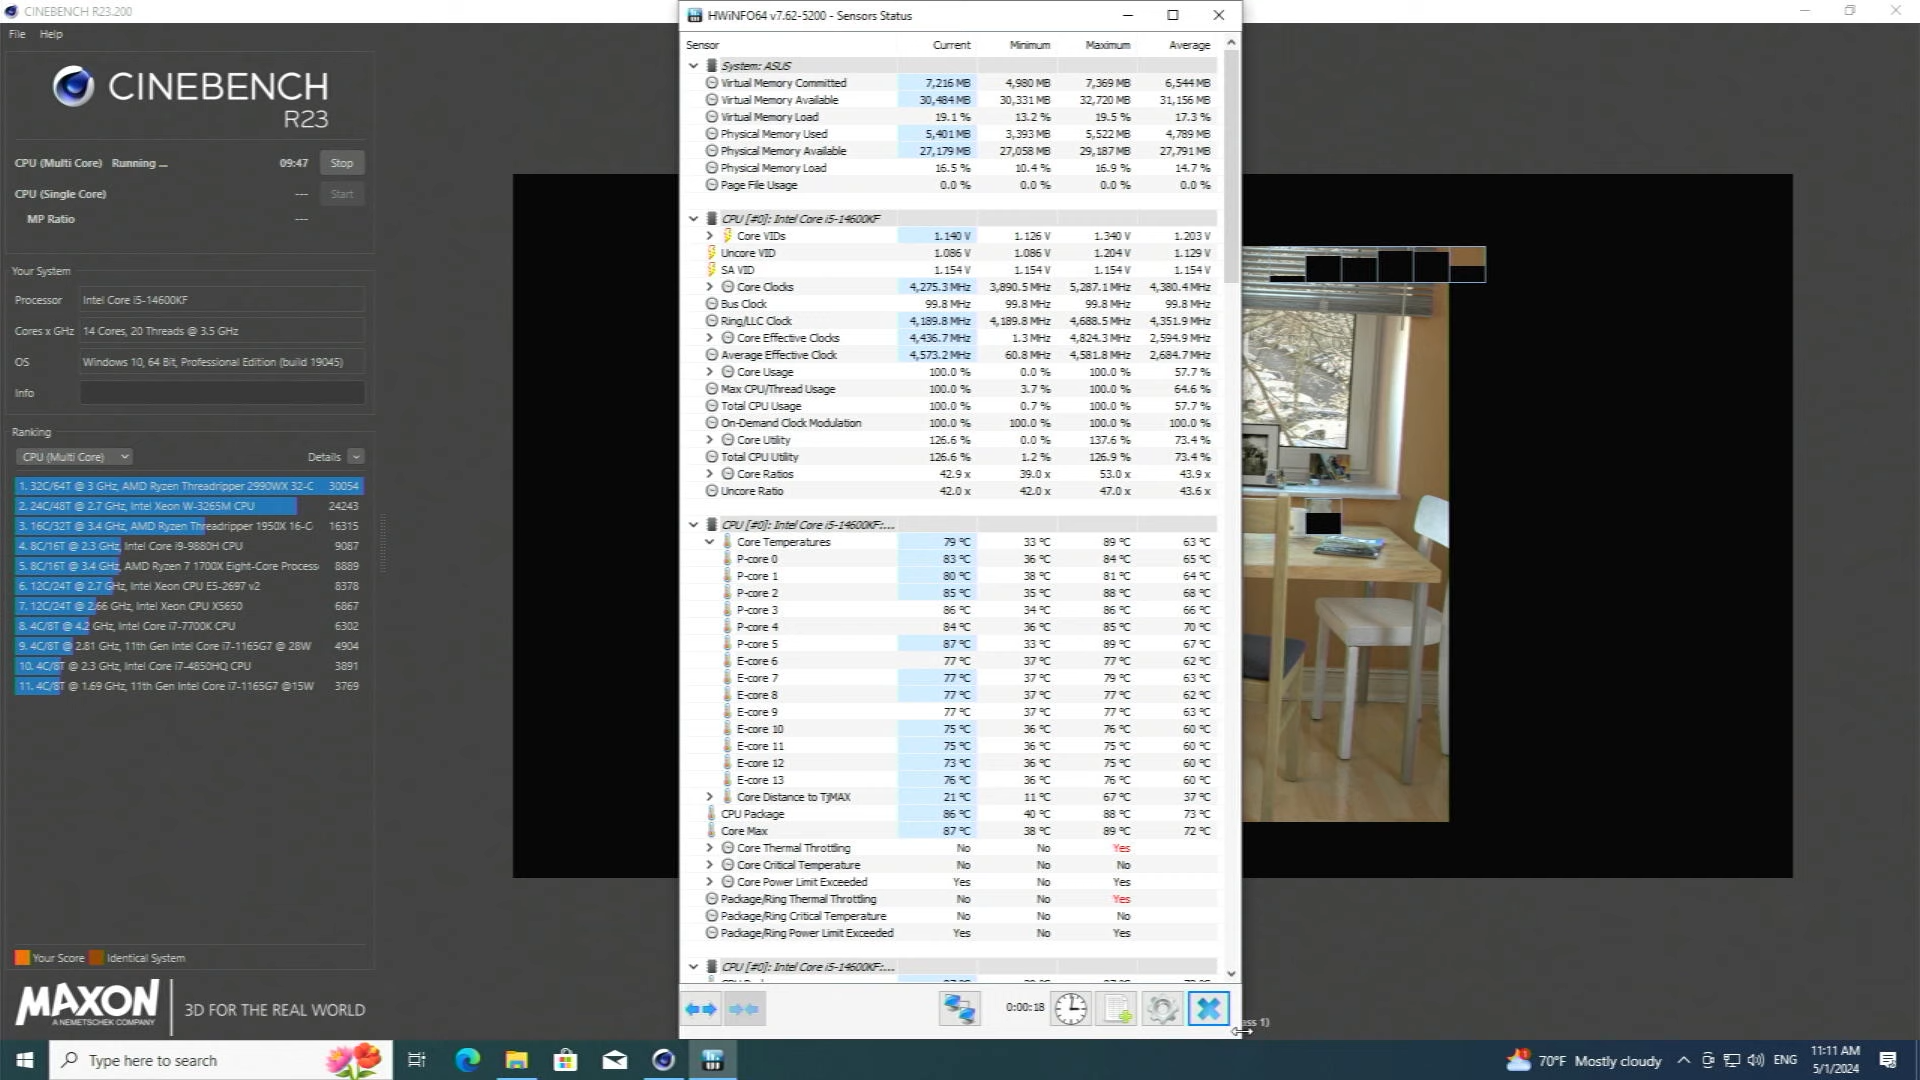 CINEBENCH R23.200
File Help
CINEBENCH
R23
CPU (Multi Core) Running ... 09:47 Stop
CPU (Single Core) --- Start
MP Ratio ---
Your System
Processor Intel Core i5-14600KF
Cores x GHz 14 Cores, 20 Threads @ 3.5 GHz
OS Windows 10, 64 Bit, Professional Edition (build 19045)
Info
Ranking
CPU (Multi Core) Details
1. 32C/64T @ 3 GHz, AMD Ryzen Threadripper 2990WX 32-C 30054
2. 24C/48T @ 2.7 GHz, Intel Xeon W-3265M CPU 24243
3. 16C/32T @ 3.4 GHz, AMD Ryzen Threadripper 1950X 16-C 16315
4. 8C/16T @ 2.3 GHz, Intel Core i9-9880H CPU 9087
5. 8C/16T @ 3.4 GHz, AMD Ryzen 7 1700X Eight-Core Process 8889
6. 12C/24T @ 2.7 GHz, Intel Xeon CPU E5-2697 v2 8378
7. 12C/24T @ 2.66 GHz, Intel Xeon CPU X5650 6867
8. 4C/8T @ 4.2 GHz, Intel Core i7-7700K CPU 6302
9. 4C/8T @ 2.81 GHz, 11th Gen Intel Core i7-1165G7 @ 28W 4904
10. 4C/8T @ 2.3 GHz, Intel Core i7-4850HQ CPU 3891
11. 4C/8T @ 1.69 GHz, 11th Gen Intel Core i7-1165G7 @15W 3769
Your Score Identical System
MAXON
A NEMETSCHEK COMPANY
3D FOR THE REAL WORLD
HWiNFO64 v7.62-5200 - Sensors Status
Sensor Current Minimum Maximum Average
System: ASUS
Virtual Memory Committed 7,216 MB 4,980 MB 7,369 MB 6,544 MB
Virtual Memory Available 30,484 MB 30,331 MB 32,720 MB 31,156 MB
Virtual Memory Load 19.1 % 13.2 % 19.5 % 17.3 %
Physical Memory Used 5,401 MB 3,393 MB 5,522 MB 4,789 MB
Physical Memory Available 27,179 MB 27,058 MB 29,187 MB 27,791 MB
Physical Memory Load 16.5 % 10.4 % 16.9 % 14.7 %
Page File Usage 0.0 % 0.0 % 0.0 % 0.0 %
CPU [#0]: Intel Core i5-14600KF
Core VIDs 1.140 V 1.126 V 1.340 V 1.203 V
Uncore VID 1.086 V 1.086 V 1.204 V 1.129 V
SA VID 1.154 V 1.154 V 1.154 V 1.154 V
Core Clocks 4,275.3 MHz 3,890.5 MHz 5,287.1 MHz 4,380.4 MHz
Bus Clock 99.8 MHz 99.8 MHz 99.8 MHz 99.8 MHz
Ring/LLC Clock 4,189.8 MHz 4,189.8 MHz 4,688.5 MHz 4,351.9 MHz
Core Effective Clocks 4,436.7 MHz 1.3 MHz 4,824.3 MHz 2,594.9 MHz
Average Effective Clock 4,573.2 MHz 60.8 MHz 4,581.8 MHz 2,684.7 MHz
Core Usage 100.0 % 0.0 % 100.0 % 57.7 %
Max CPU/Thread Usage 100.0 % 3.7 % 100.0 % 64.6 %
Total CPU Usage 100.0 % 0.7 % 100.0 % 57.7 %
On-Demand Clock Modulation 100.0 % 100.0 % 100.0 % 100.0 %
Core Utility 126.6 % 0.0 % 137.6 % 73.4 %
Total CPU Utility 126.6 % 1.2 % 126.9 % 73.4 %
Core Ratios 42.9 x 39.0 x 53.0 x 43.9 x
Uncore Ratio 42.0 x 42.0 x 47.0 x 43.6 x
CPU [#0]: Intel Core i5-14600KF:...
Core Temperatures 79 °C 33 °C 89 °C 63 °C
P-core 0 83 °C 36 °C 84 °C 65 °C
P-core 1 80 °C 38 °C 81 °C 64 °C
P-core 2 85 °C 35 °C 88 °C 68 °C
P-core 3 86 °C 34 °C 86 °C 66 °C
P-core 4 84 °C 36 °C 85 °C 70 °C
P-core 5 87 °C 33 °C 89 °C 67 °C
E-core 6 77 °C 37 °C 77 °C 62 °C
E-core 7 77 °C 37 °C 79 °C 63 °C
E-core 8 77 °C 37 °C 77 °C 62 °C
E-core 9 77 °C 37 °C 77 °C 63 °C
E-core 10 75 °C 36 °C 76 °C 60 °C
E-core 11 75 °C 36 °C 75 °C 60 °C
E-core 12 73 °C 36 °C 75 °C 60 °C
E-core 13 76 °C 36 °C 76 °C 60 °C
Core Distance to TjMAX 21 °C 11 °C 67 °C 37 °C
CPU Package 86 °C 40 °C 88 °C 73 °C
Core Max 87 °C 38 °C 89 °C 72 °C
Core Thermal Throttling No No Yes
Core Critical Temperature No No No
Core Power Limit Exceeded Yes No Yes
Package/Ring Thermal Throttling No No Yes
Package/Ring Critical Temperature No No No
Package/Ring Power Limit Exceeded Yes No Yes
CPU [#0]: Intel Core i5-14600KF:...
0:00:18
ass 1)
Type here to search
70°F Mostly cloudy ENG 11:11 AM
5/1/2024